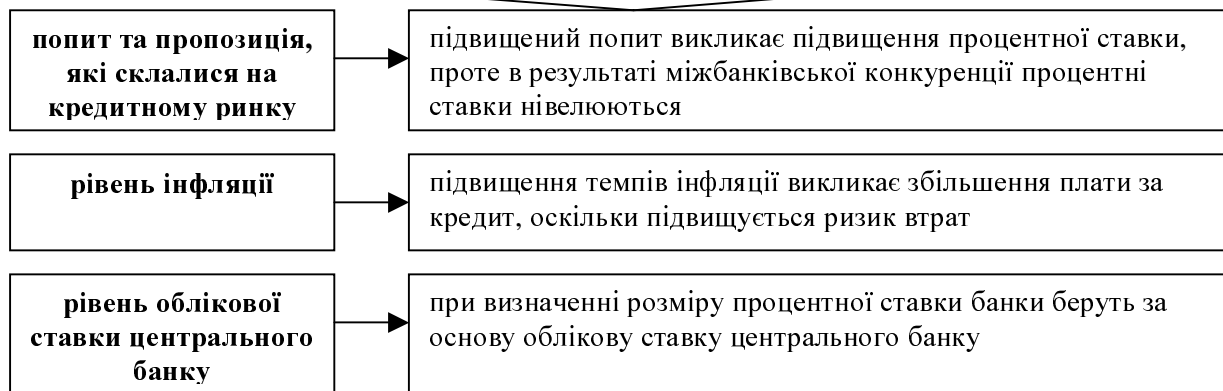 попит та пропозиція,
які склалися на
кредитному ринку
підвищений попит викликає підвищення процентної ставки,
проте в результаті міжбанківської конкуренції процентні
ставки нівелюються
рівень інфляції
підвищення темпів інфляції викликає збільшення плати за
кредит, оскільки підвищується ризик втрат
рівень облікової
ставки центрального
банку
при визначенні розміру процентної ставки банки беруть за
основу облікову ставку центрального банку